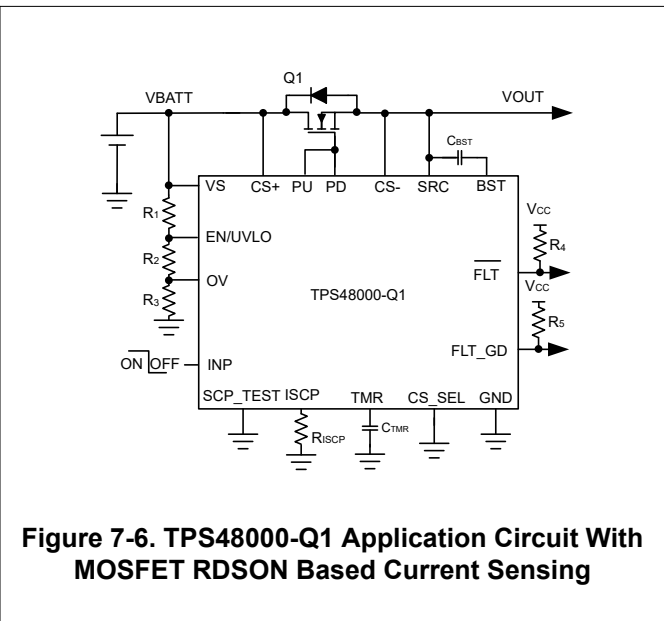 Q1
VBATT
VOUT
CBST
VS CS+ PU PD CS- SRC BST
R1
EN/UVLO
R2
OV
R3
TPS48000-Q1
VCC
R4
FLT
VCC
R5
FLT_GD
ON OFF
INP
SCP_TEST ISCP TMR CS_SEL GND
RISCP
CTMR
Figure 7-6. TPS48000-Q1 Application Circuit With
MOSFET RDSON Based Current Sensing